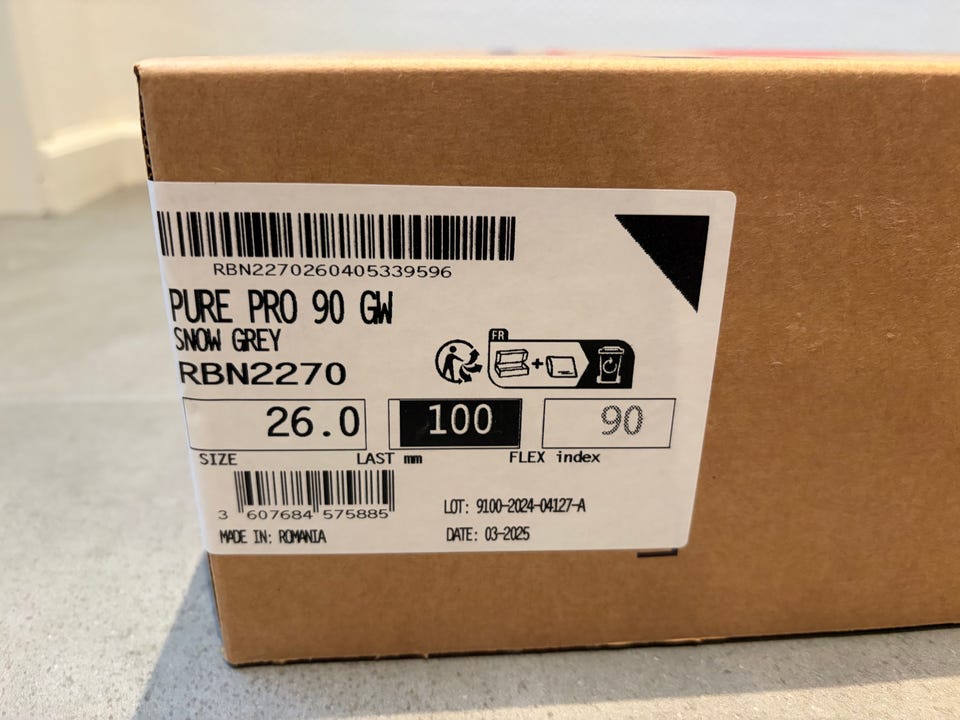 RBN2270260405339596
PURE PRO 90 GW
SNOW GREY
FR
+
RBN2270
26.0 100 90
SIZE LAST mm FLEX index
3 607684 575885
LOT: 9100-2024-04127-A
MADE IN: ROMANIA
DATE: 03-2025